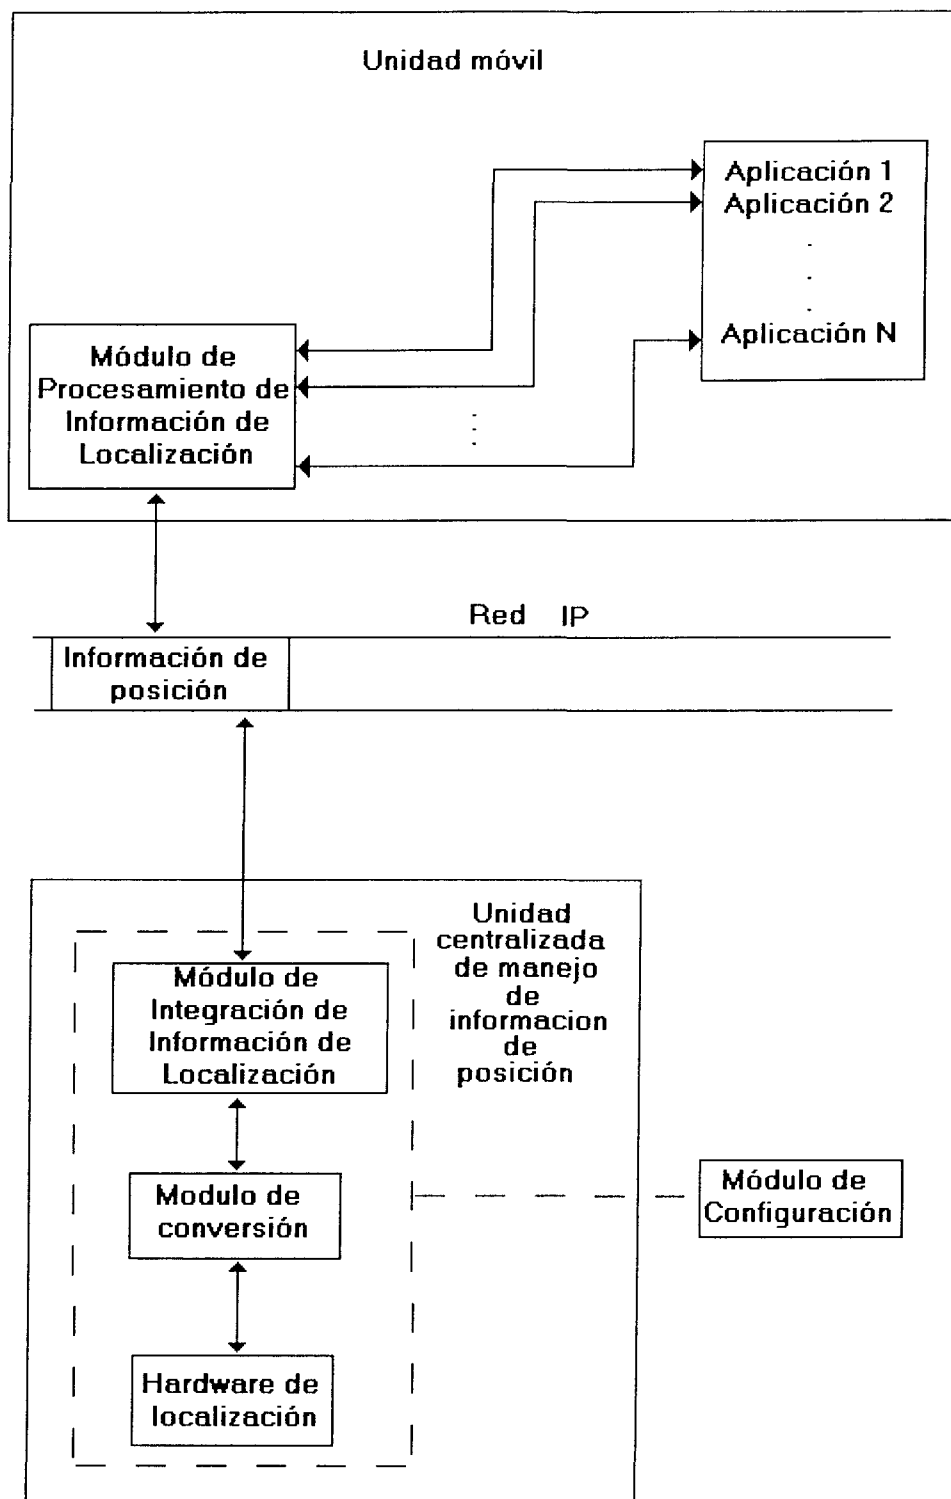 Unidad móvil
Aplicación 1
Aplicación 2
.
.
.
Aplicación N
Módulo de
Procesamiento de
Información de
Localización
.
.
.
Red IP
Información de
posición
Unidad
centralizada
de manejo
de
informacion
de
posición
Módulo de
Integración de
Información de
Localización
Modulo de
conversión
Módulo de
Configuración
Hardware de
localización